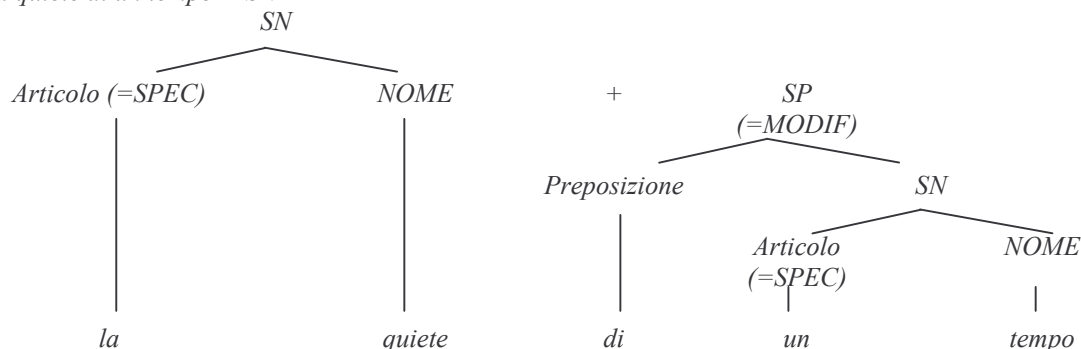 SN
Articolo (=SPEC) NOME + SP
(=MODIF)
Preposizione SN
Articolo NOME
(=SPEC)
la quiete di un tempo